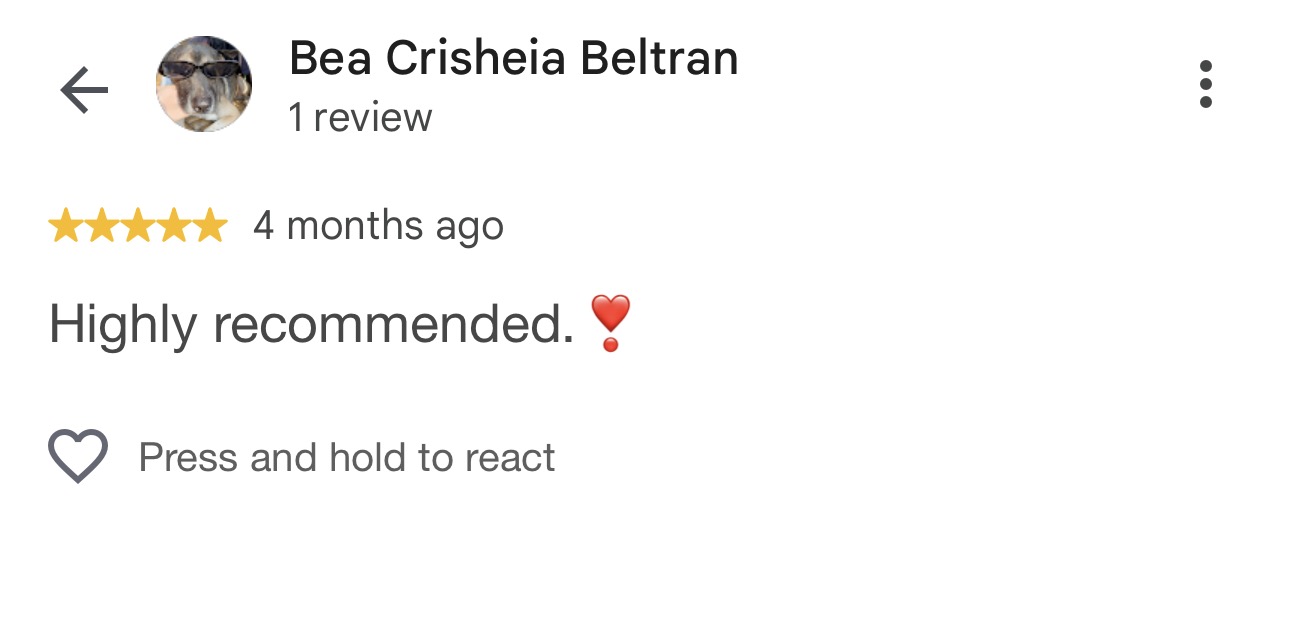 Bea Crisheia Beltran
1 review
4 months ago
Highly recommended. ❣️
Press and hold to react